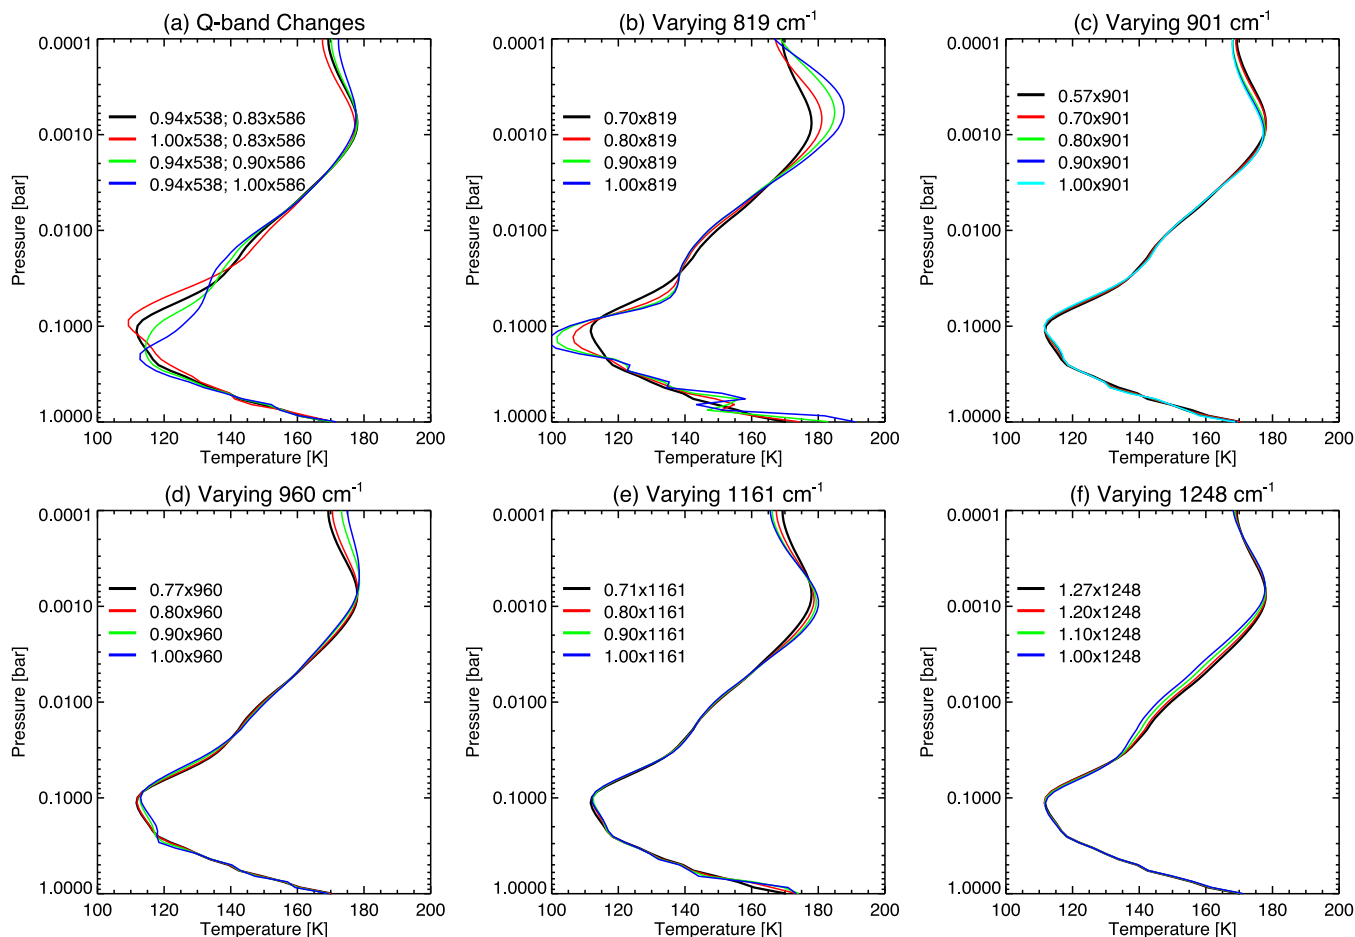 (a) Q-band Changes
0.0001
0.0010
0.0100
0.1000
1.0000
Pressure [bar]
0.94x538; 0.83x586
1.00x538; 0.83x586
0.94x538; 0.90x586
0.94x538; 1.00x586
100 120 140 160 180 200
Temperature [K]
(b) Varying 819 cm-1
0.0001
0.0010
0.0100
0.1000
1.0000
Pressure [bar]
0.70x819
0.80x819
0.90x819
1.00x819
100 120 140 160 180 200
Temperature [K]
(c) Varying 901 cm-1
0.0001
0.0010
0.0100
0.1000
1.0000
Pressure [bar]
0.57x901
0.70x901
0.80x901
0.90x901
1.00x901
100 120 140 160 180 200
Temperature [K]
(d) Varying 960 cm-1
0.0001
0.0010
0.0100
0.1000
1.0000
Pressure [bar]
0.77x960
0.80x960
0.90x960
1.00x960
100 120 140 160 180 200
Temperature [K]
(e) Varying 1161 cm-1
0.0001
0.0010
0.0100
0.1000
1.0000
Pressure [bar]
0.71x1161
0.80x1161
0.90x1161
1.00x1161
100 120 140 160 180 200
Temperature [K]
(f) Varying 1248 cm-1
0.0001
0.0010
0.0100
0.1000
1.0000
Pressure [bar]
1.27x1248
1.20x1248
1.10x1248
1.00x1248
100 120 140 160 180 200
Temperature [K]